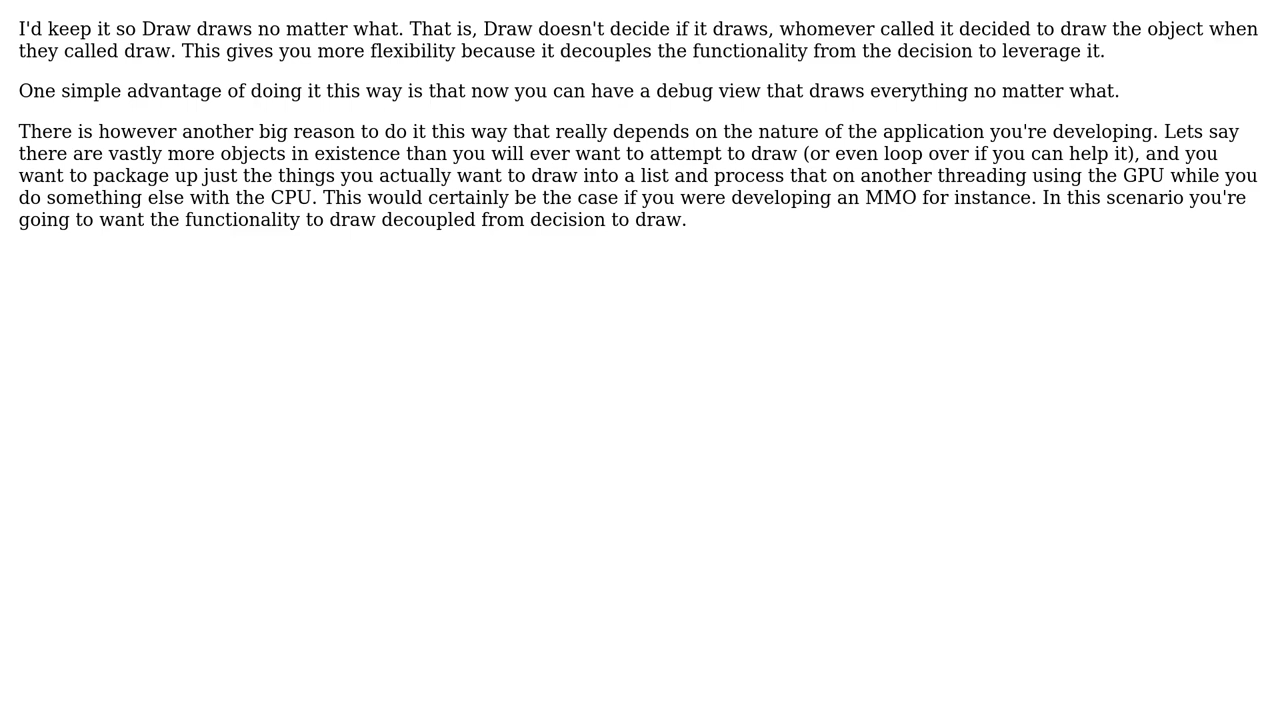 I'd keep it so Draw draws no matter what. That is, Draw doesn't decide if it draws, whomever called it decided to draw the object when
they called draw. This gives you more flexibility because it decouples the functionality from the decision to leverage it.
One simple advantage of doing it this way is that now you can have a debug view that draws everything no matter what.
There is however another big reason to do it this way that really depends on the nature of the application you're developing. Lets say
there are vastly more objects in existence than you will ever want to attempt to draw (or even loop over if you can help it), and you
want to package up just the things you actually want to draw into a list and process that on another threading using the GPU while you
do something else with the CPU. This would certainly be the case if you were developing an MMO for instance. In this scenario you're
going to want the functionality to draw decoupled from decision to draw.